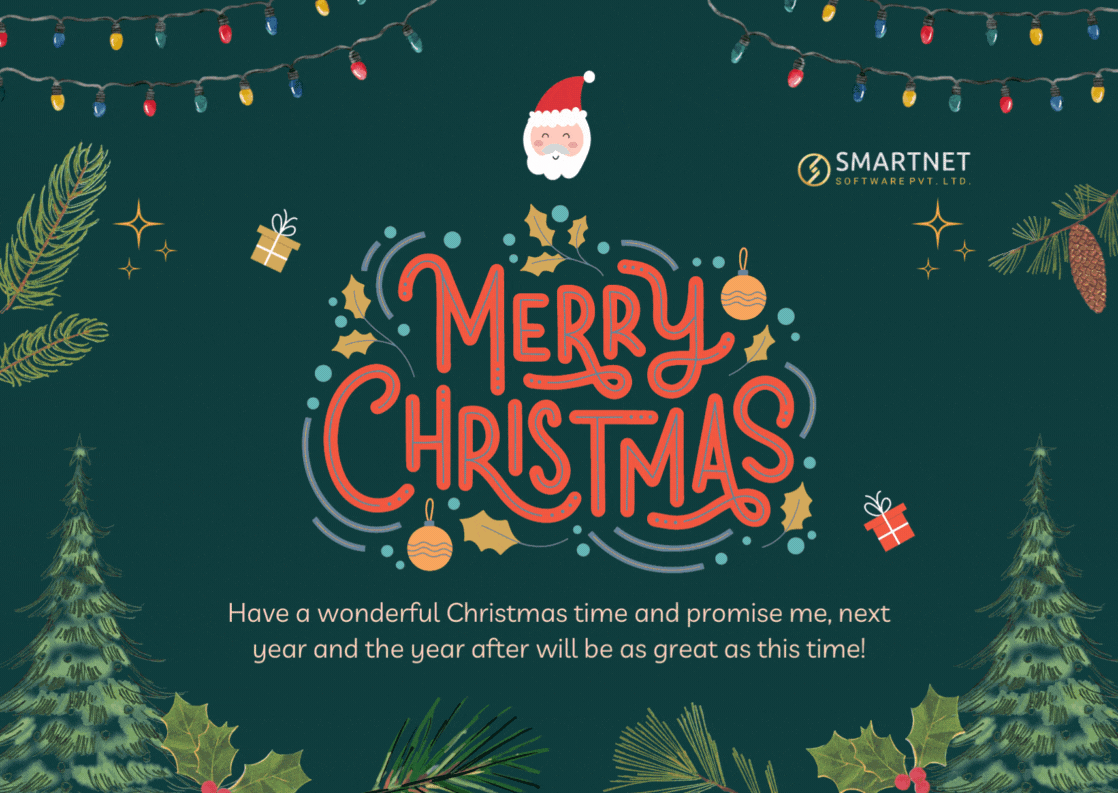 SMARTNET
SOFTWARE PVT. LTD.
MERRY
CHRISTMAS
Have a wonderful Christmas time and promise me, next
year and the year after will be as great as this time!